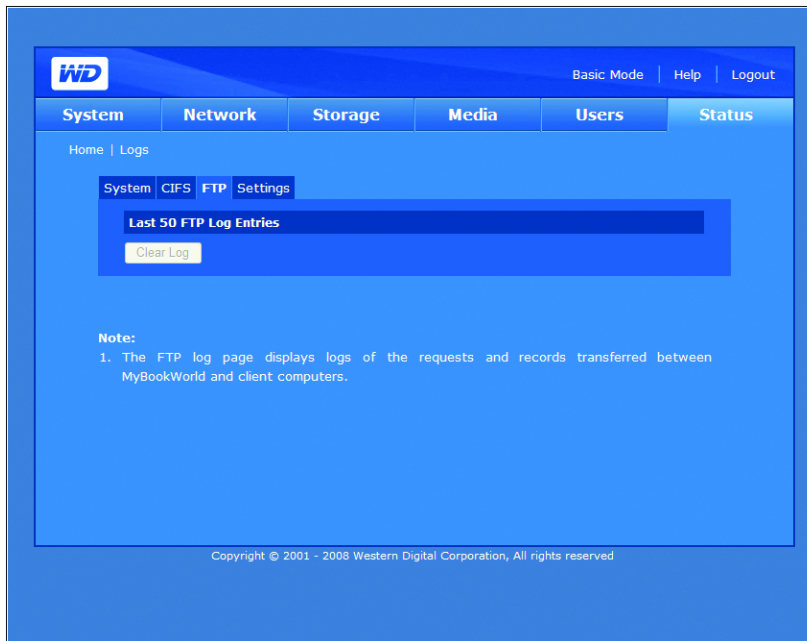 WD
Basic Mode | Help | Logout
System Network Storage Media Users Status
Home | Logs
System CIFS FTP Settings
Last 50 FTP Log Entries
Clear Log
Note:
1. The FTP log page displays logs of the requests and records transferred between
MyBookWorld and client computers.
Copyright © 2001 - 2008 Western Digital Corporation, All rights reserved